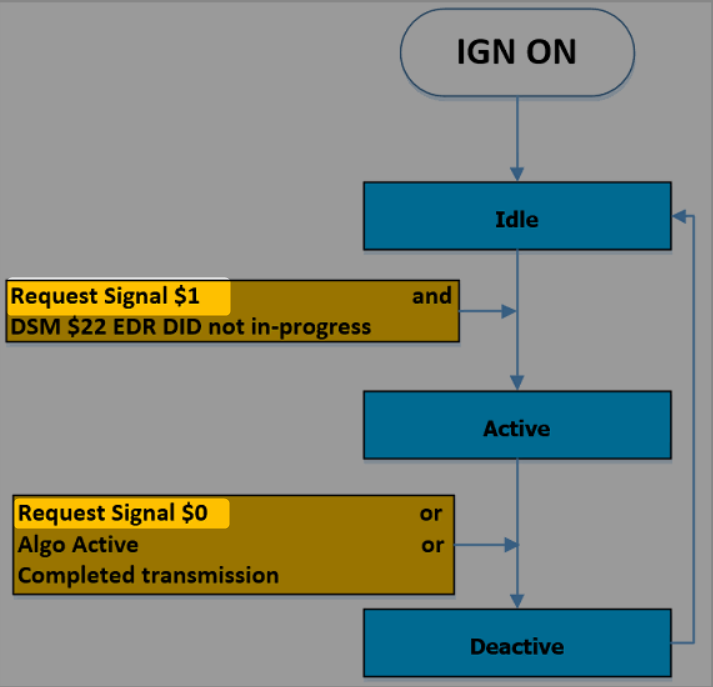 IGN ON
Idle
Request Signal $1 and
DSM $22 EDR DID not in-progress
Active
Request Signal $0 or
Algo Active or
Completed transmission
Deactive